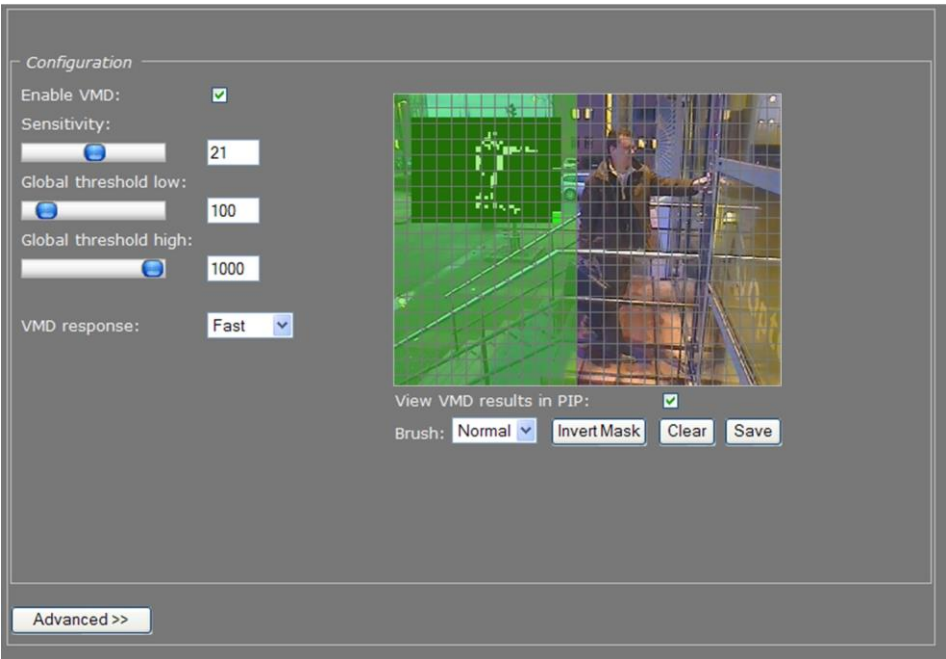 Configuration
Enable VMD:
Sensitivity:
21
Global threshold low:
100
Global threshold high:
1000
VMD response: Fast
View VMD results in PIP:
Brush: Normal Invert Mask Clear Save
Advanced >>